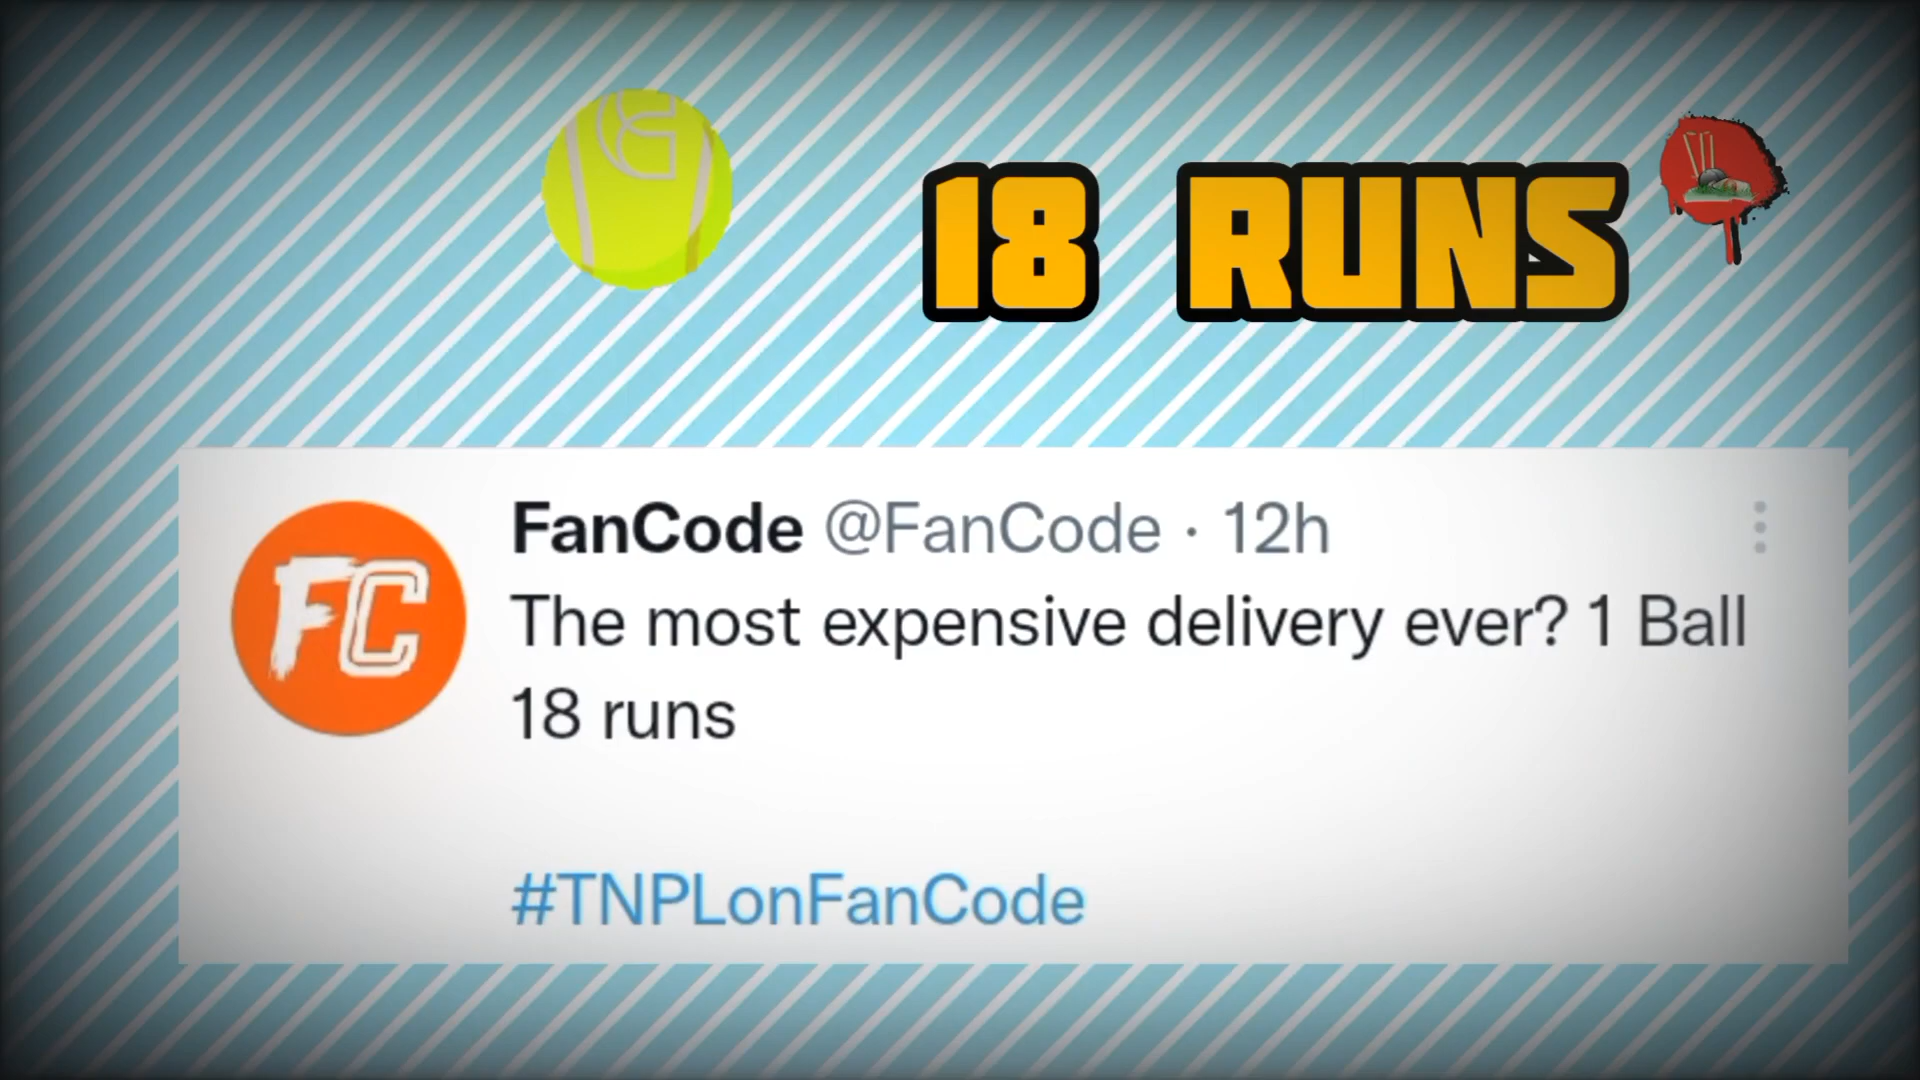 18 RUNS
FanCode @FanCode · 12h
FC
The most expensive delivery ever? 1 Ball
18 runs
#TNPLonFanCode